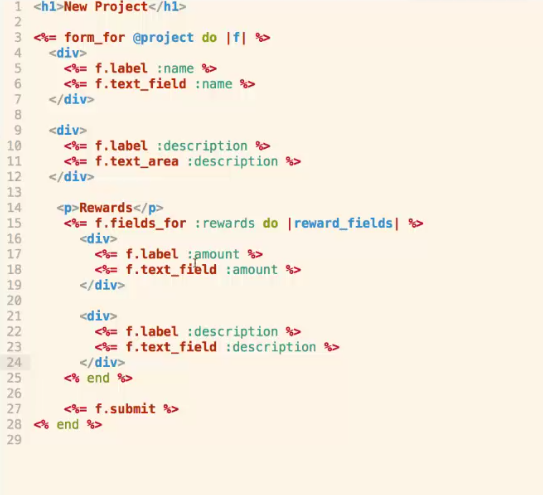 1 <h1>New Project</h1>
2
3 <%= form_for @project do |f| %>
4 <div>
5 <%= f.label :name %>
6 <%= f.text_field :name %>
7 </div>
8
9 <div>
10 <%= f.label :description %>
11 <%= f.text_area :description %>
12 </div>
13
14 <p>Rewards</p>
15 <%= f.fields_for :rewards do |reward_fields| %>
16 <div>
17 <%= f.label :amount %>
18 <%= f.text_field :amount %>
19 </div>
20
21 <div>
22 <%= f.label :description %>
23 <%= f.text_field :description %>
24 </div>
25 <% end %>
26
27 <%= f.submit %>
28 <% end %>
29